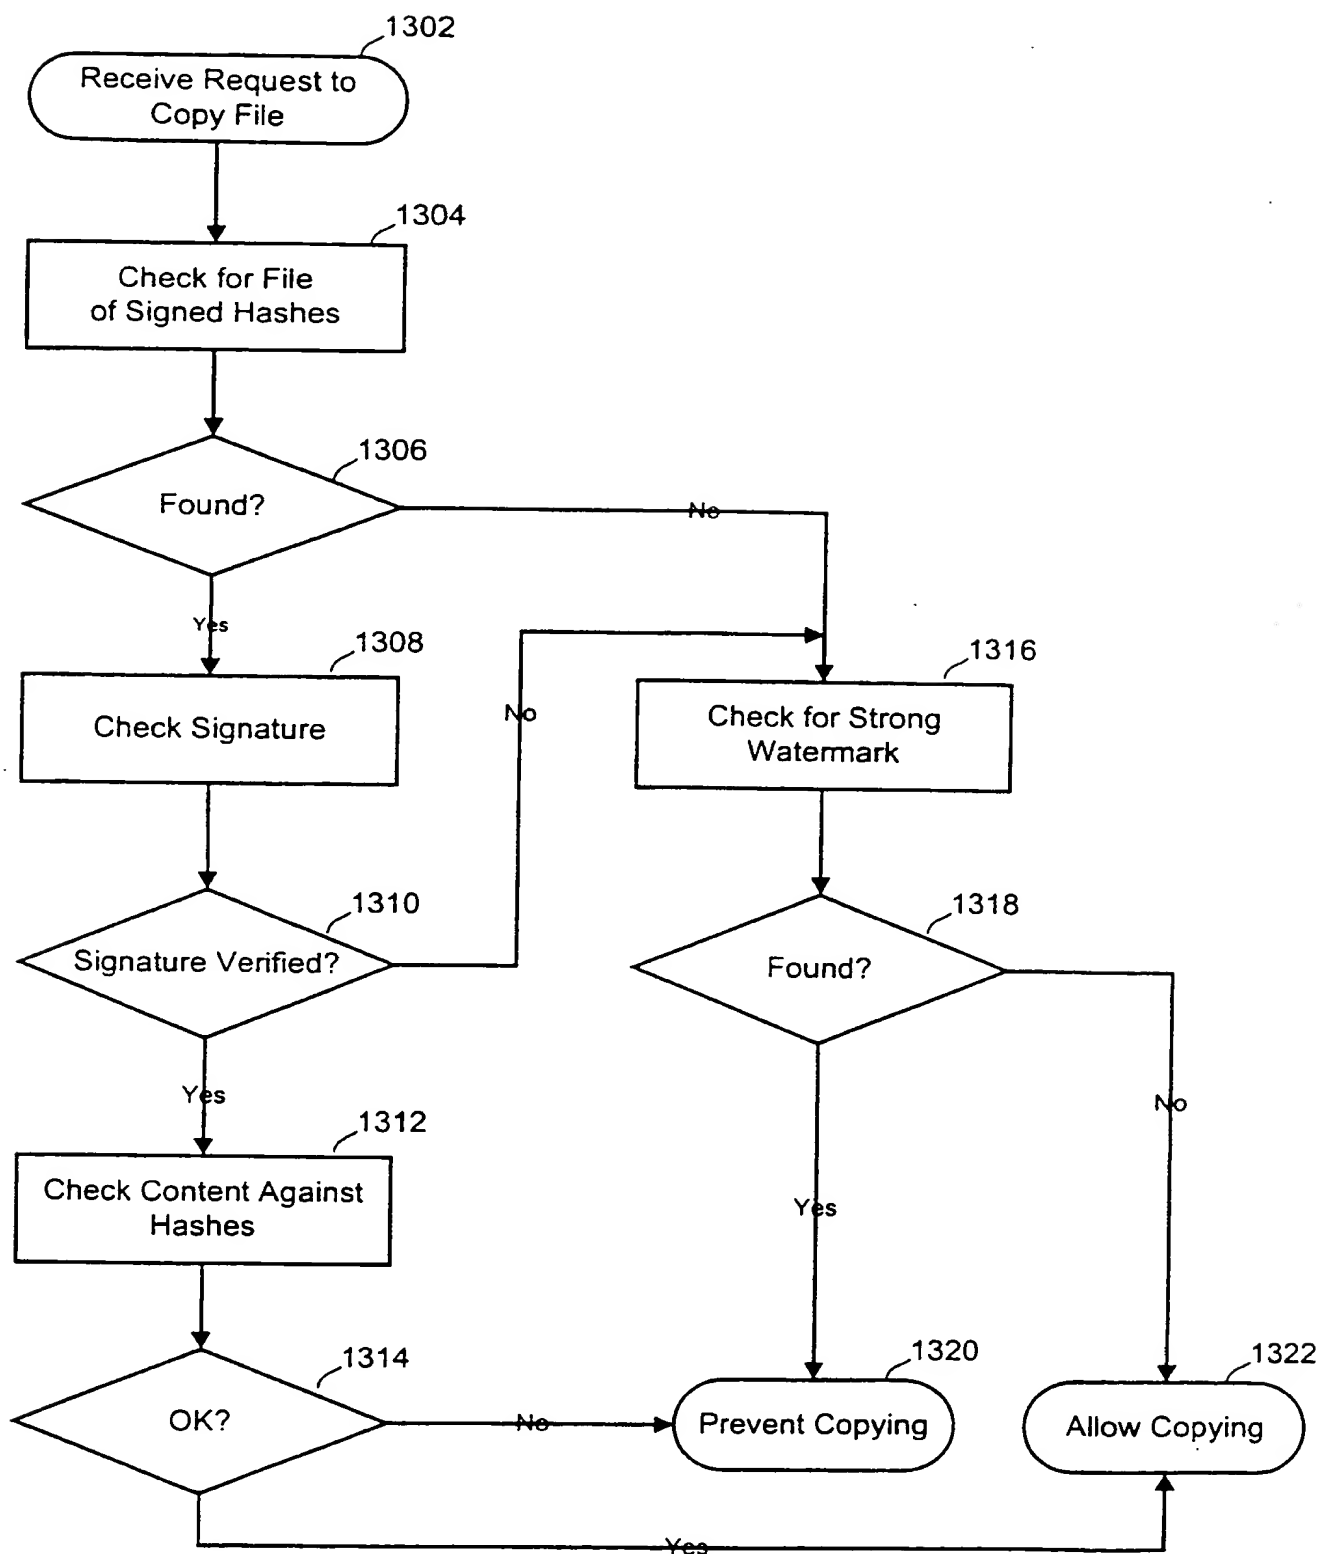 1302
Receive Request to
Copy File
1304
Check for File
of Signed Hashes
1306
Found?
No
Yes
1308
Check Signature
No
1316
Check for Strong
Watermark
1310
Signature Verified?
1318
Found?
Yes
No
1312
Check Content Against
Hashes
Yes
1314
OK?
No
1320
Prevent Copying
1322
Allow Copying
Yes